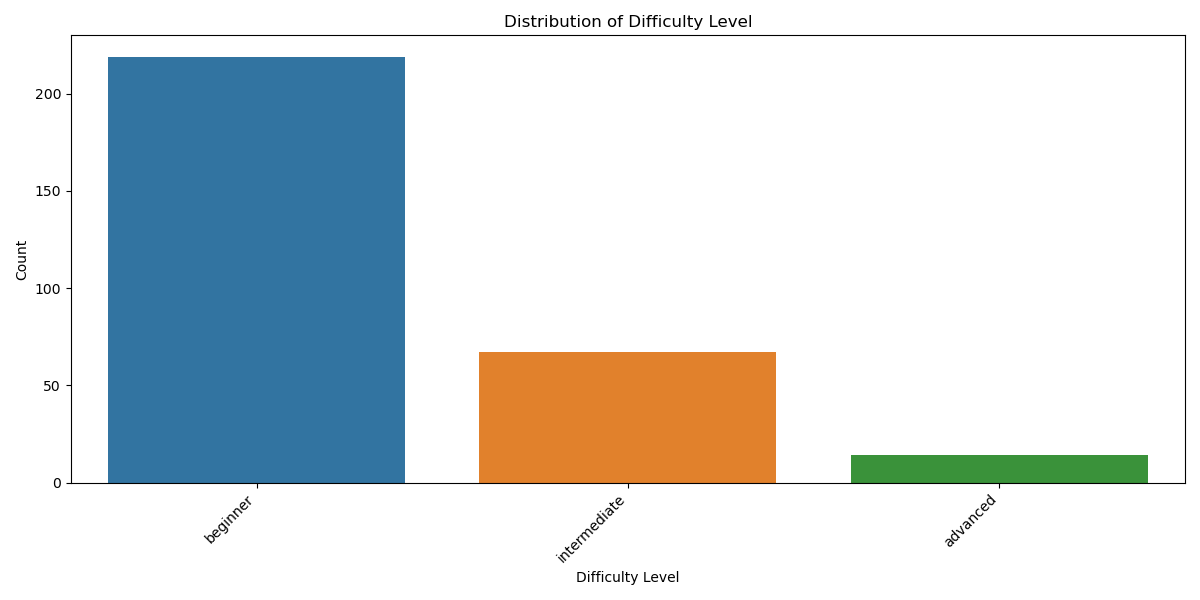 Distribution of Difficulty Level
200
150
100
50
0
Count
beginner
intermediate
advanced
Difficulty Level